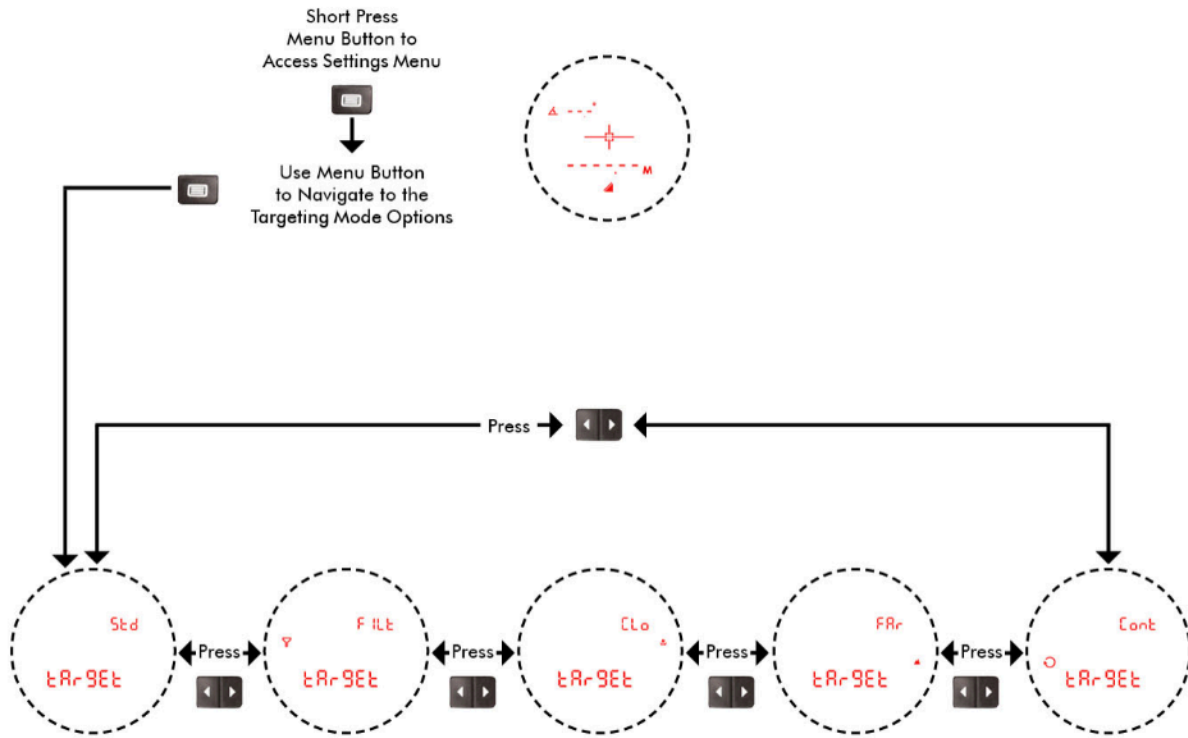 Short Press
Menu Button to
Access Settings Menu
Use Menu Button
to Navigate to the
Targeting Mode Options
M
Press
Std
tArgEt
Press
FILt
tArgEt
Press
CLo
tArgEt
Press
FAr
tArgEt
Press
Cont
tArgEt